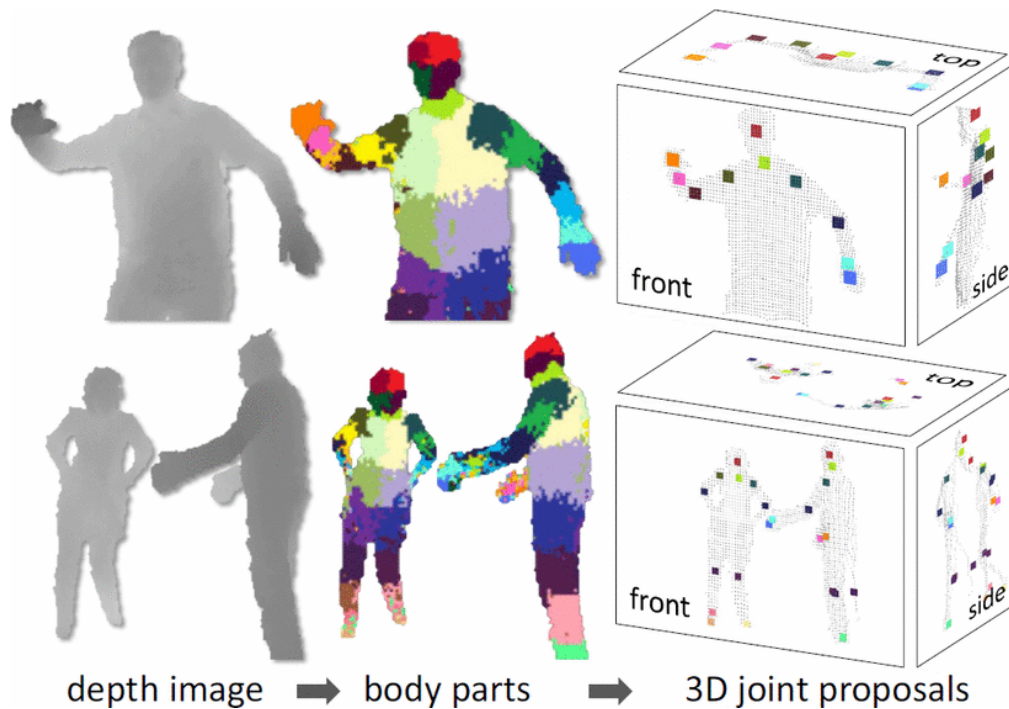 top
front
side
top
front
side
depth image
body parts
3D joint proposals